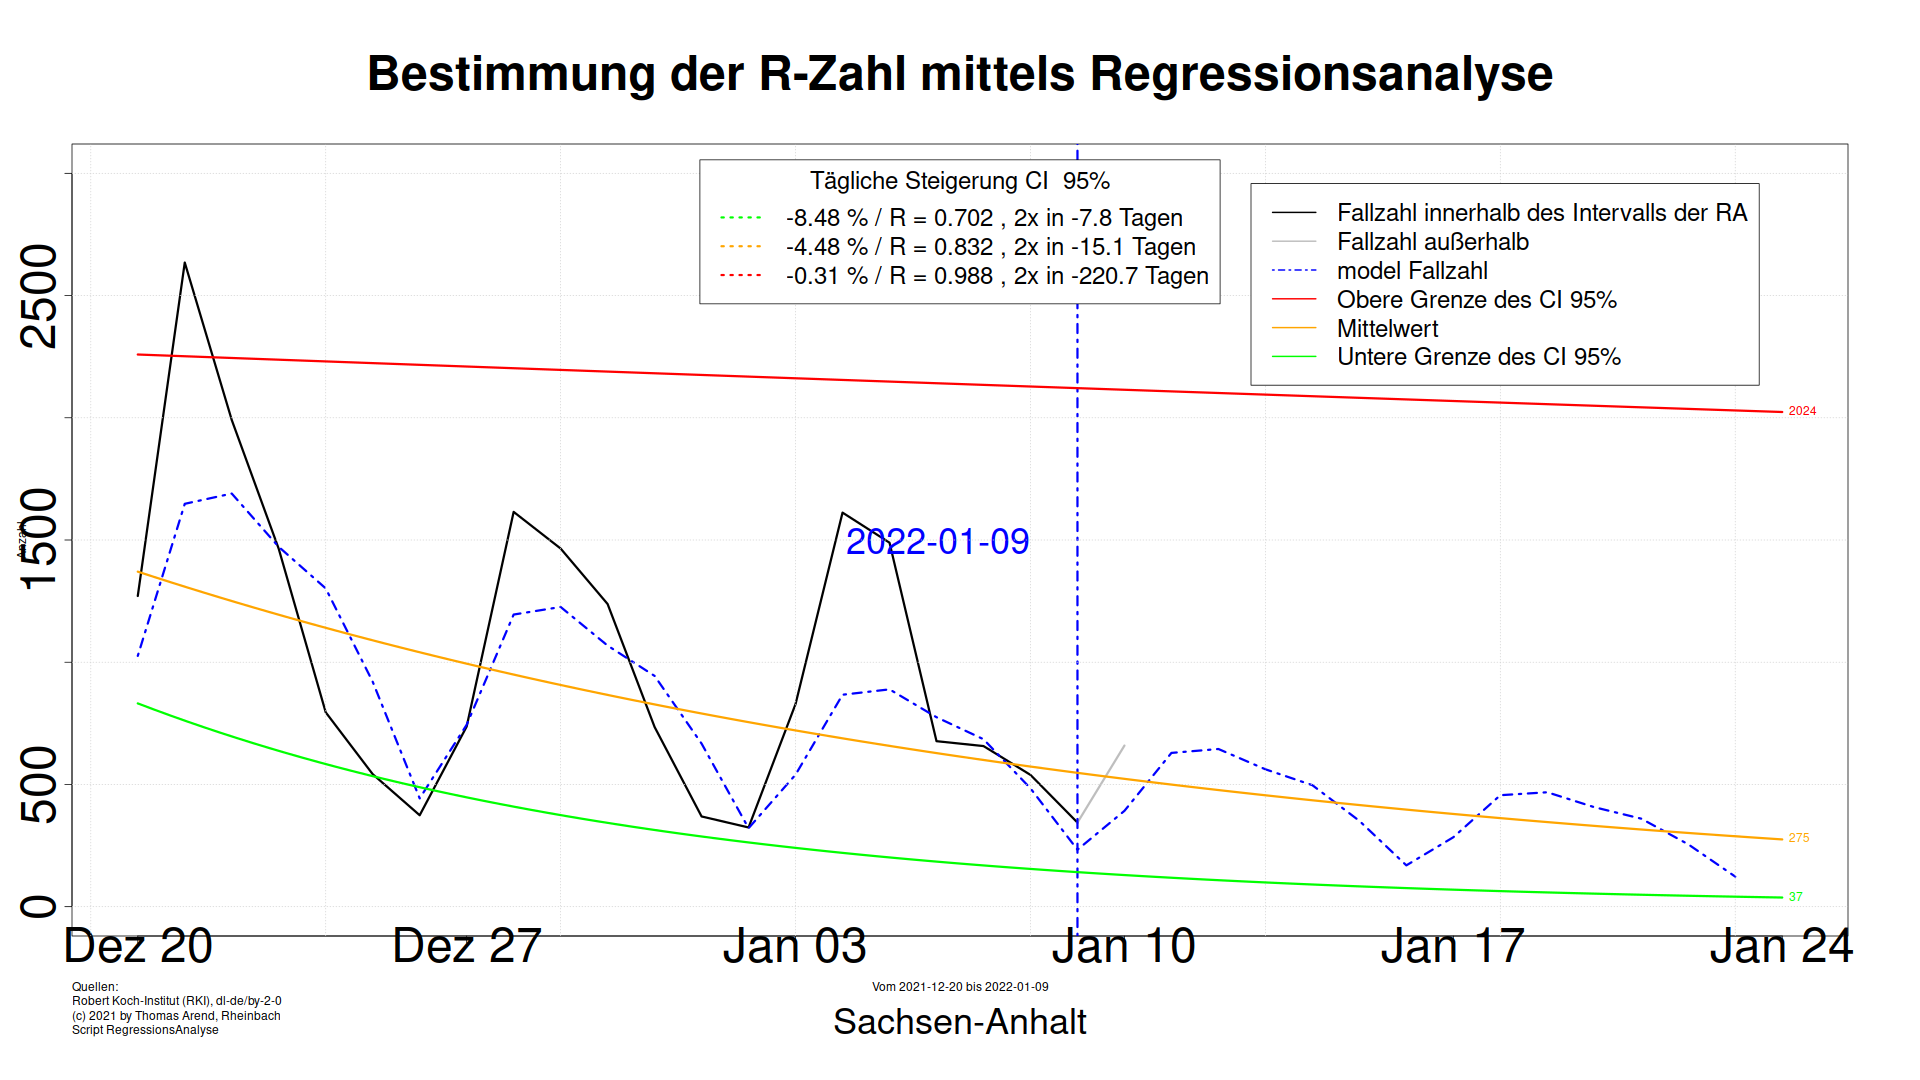 Bestimmung der R-Zahl mittels Regressionsanalyse
Tägliche Steigerung CI  95%
-8.48 % / R = 0.702 , 2x in -7.8 Tagen
-4.48 % / R = 0.832 , 2x in -15.1 Tagen
-0.31 % / R = 0.988 , 2x in -220.7 Tagen
Fallzahl innerhalb des Intervalls der RA
Fallzahl außerhalb
model Fallzahl
Obere Grenze des CI 95%
Mittelwert
Untere Grenze des CI 95%
2500
1500
500
0
Anzahl
2022-01-09
2024
275
37
Dez 20 Dez 27 Jan 03 Jan 10 Jan 17 Jan 24
Quellen:
Robert Koch-Institut (RKI), dl-de/by-2-0
(c) 2021 by Thomas Arend, Rheinbach
Script RegressionsAnalyse
Vom 2021-12-20 bis 2022-01-09
Sachsen-Anhalt